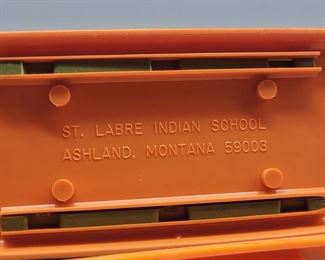 ST. LABRE INDIAN SCHOOL
ASHLAND, MONTANA 59003